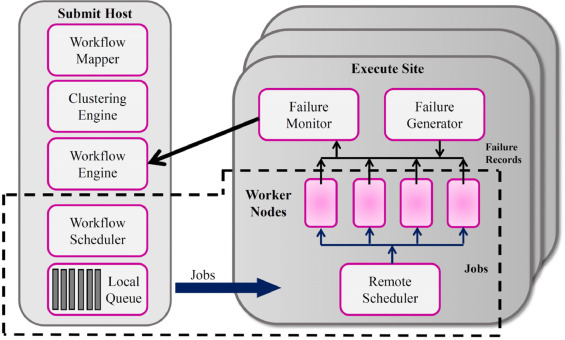 Submit Host
Workflow
Mapper
Clustering
Engine
Workflow
Engine
Workflow
Scheduler
Local
Queue
Jobs
Execute Site
Failure
Monitor
Failure
Generator
Failure
Records
Worker
Nodes
Jobs
Remote
Scheduler